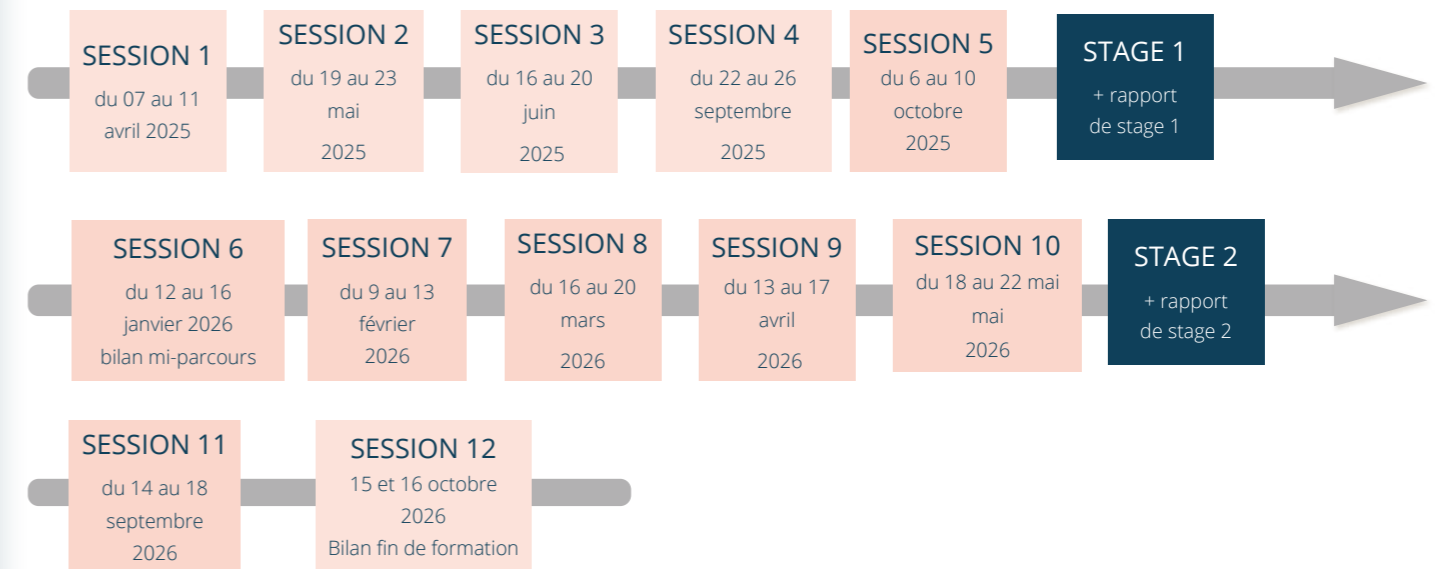 SESSION 1
du 07 au 11
avril 2025
SESSION 2
du 19 au 23
mai
2025
SESSION 3
du 16 au 20
juin
2025
SESSION 4
du 22 au 26
septembre
2025
SESSION 5
du 6 au 10
octobre
2025
STAGE 1
+ rapport
de stage 1
SESSION 6
du 12 au 16
janvier 2026
bilan mi-parcours
SESSION 7
du 9 au 13
février
2026
SESSION 8
du 16 au 20
mars
2026
SESSION 9
du 13 au 17
avril
2026
SESSION 10
du 18 au 22 mai
mai
2026
STAGE 2
+ rapport
de stage 2
SESSION 11
du 14 au 18
septembre
2026
SESSION 12
15 et 16 octobre
2026
Bilan fin de formation